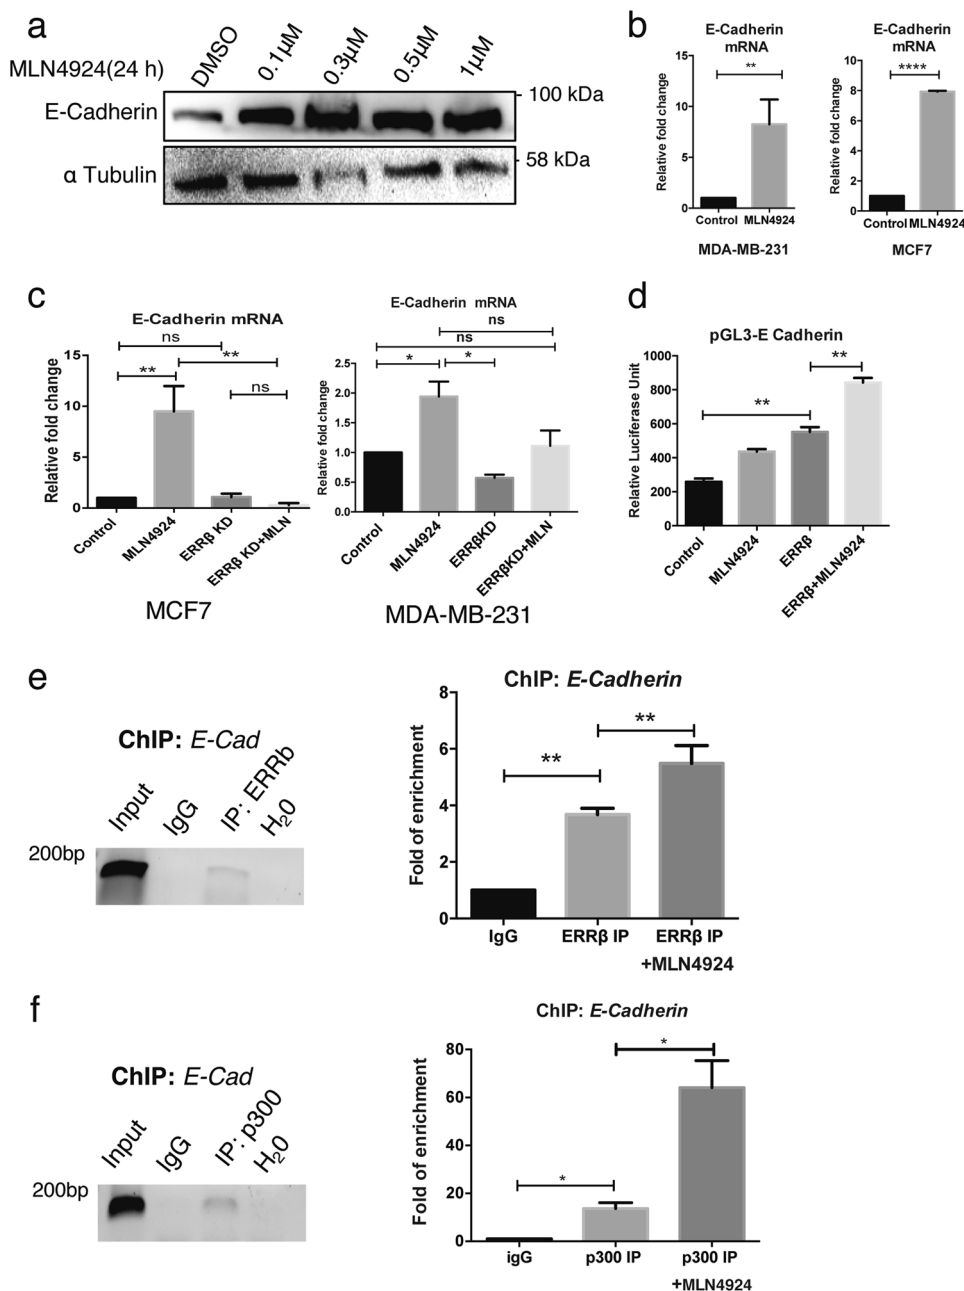 a
MLN4924(24 h)
DMSO
0.1μM
0.3μM
0.5μM
1μM
E-Cadherin
100 kDa
α Tubulin
58 kDa
b
E-Cadherin
mRNA
**
Relative fold change
15
10
5
0
Control MLN4924
MDA-MB-231
E-Cadherin
mRNA
****
Relative fold change
10
8
6
4
2
0
Control MLN4924
MCF7
c
E-Cadherin mRNA
ns
**
**
ns
Relative fold change
15
10
5
0
Control
MLN4924
ERRβ KD
ERRβ KD+MLN
MCF7
E-Cadherin mRNA
ns
ns
*
*
Relative fold change
2.5
2.0
1.5
1.0
0.5
0.0
Control
MLN4924
ERRβKD
ERRβKD+MLN
MDA-MB-231
d
pGL3-E Cadherin
**
**
Relative Luciferase Unit
1000
800
600
400
200
0
Control
MLN4924
ERRβ
ERRβ+MLN4924
e
ChIP: E-Cad
Input
IgG
IP: ERRb
H20
200bp
ChIP: E-Cadherin
**
**
Fold of enrichment
8
6
4
2
0
IgG
ERRβ IP
ERRβ IP
+MLN4924
f
ChIP: E-Cad
Input
IgG
IP: p300
H20
200bp
ChIP: E-Cadherin
*
*
Fold of enrichment
80
60
40
20
0
igG
p300 IP
p300 IP
+MLN4924